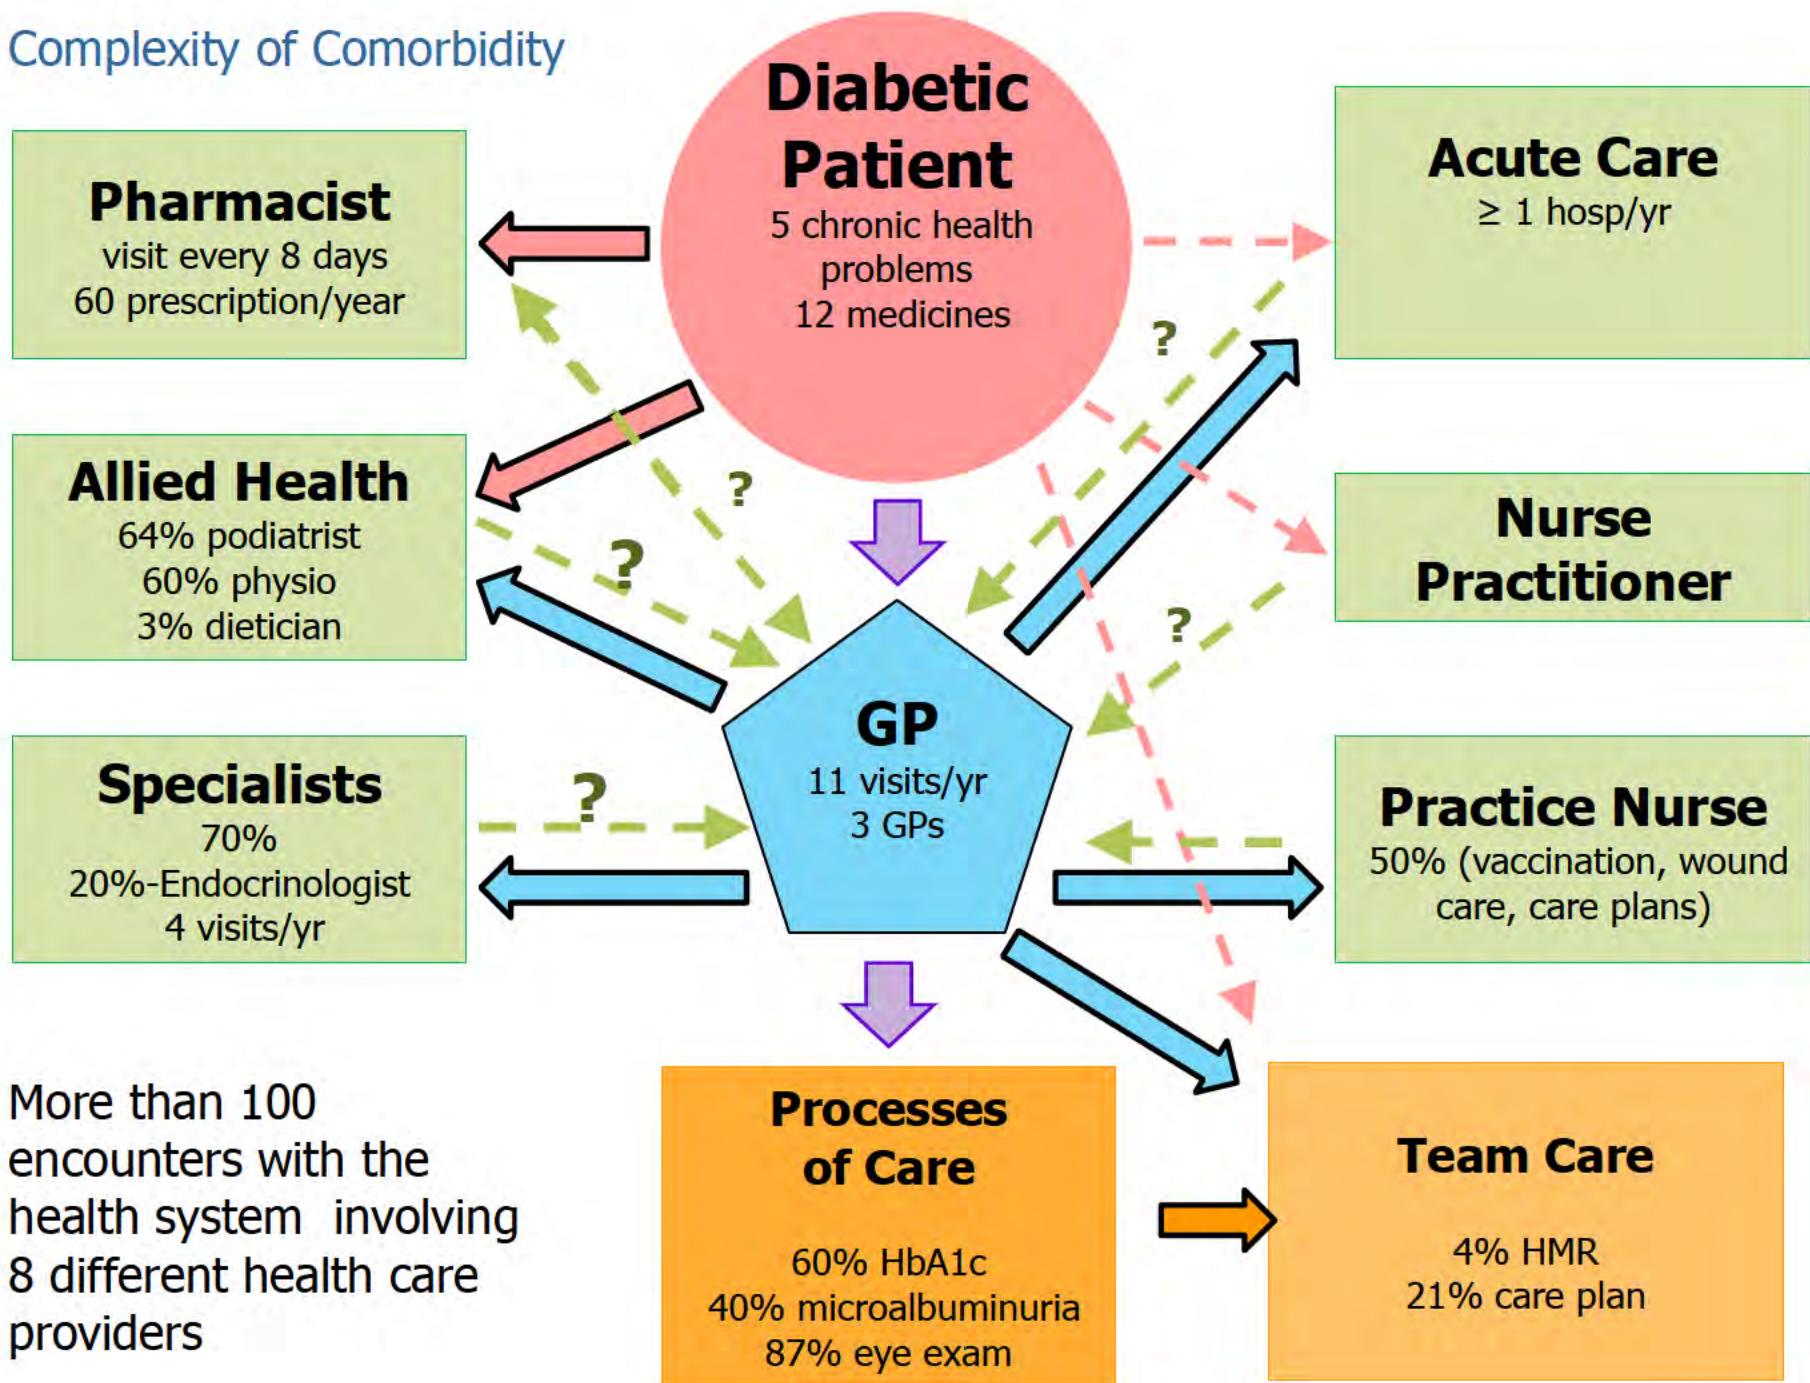 Complexity of Comorbidity
Diabetic
Patient
5 chronic health
problems
12 medicines
Pharmacist
visit every 8 days
60 prescription/year
Acute Care
≥ 1 hosp/yr
?
Allied Health
64% podiatrist
60% physio
3% dietician
?
?
Nurse
Practitioner
?
GP
11 visits/yr
3 GPs
Specialists
70%
20%-Endocrinologist
4 visits/yr
?
Practice Nurse
50% (vaccination, wound
care, care plans)
More than 100
encounters with the
health system involving
8 different health care
providers
Processes
of Care
60% HbA1c
40% microalbuminuria
87% eye exam
Team Care
4% HMR
21% care plan